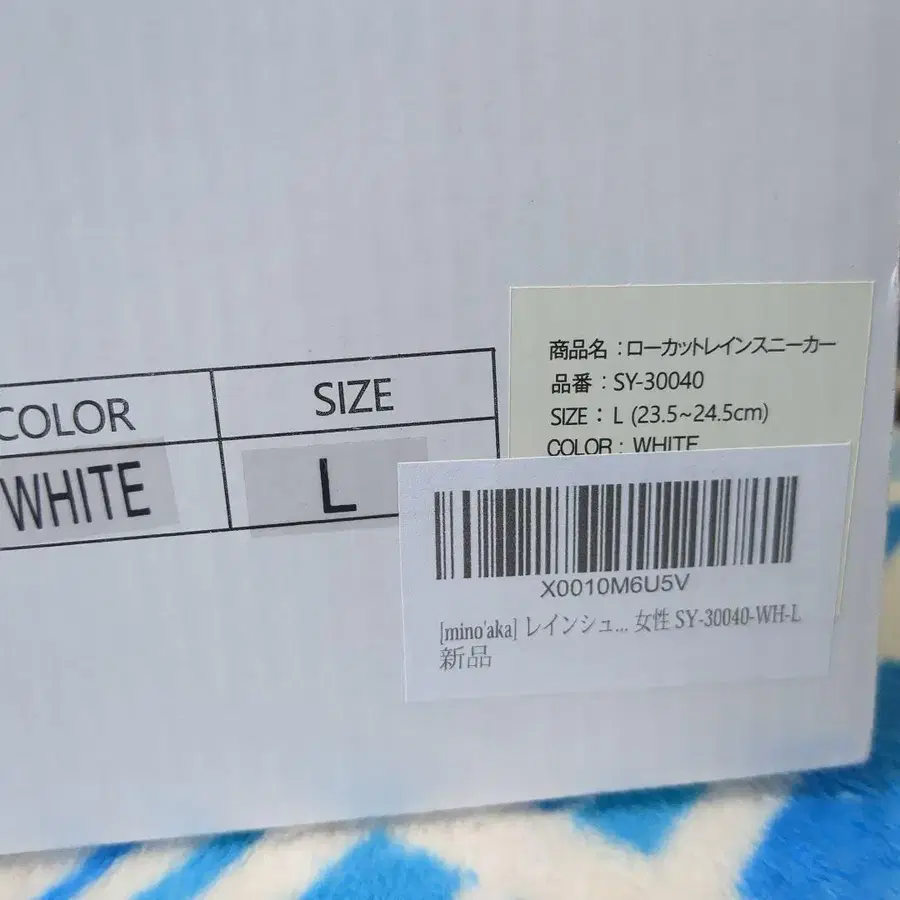 COLOR
SIZE
WHITE
L
商品名 :ローカットレインスニーカー
品番 : SY-30040
SIZE : L (23.5~24.5cm)
COLOR : WHITE
X0010M6U5V
[mino'aka] レインシュ... 女性 SY-30040-WH-L
新品